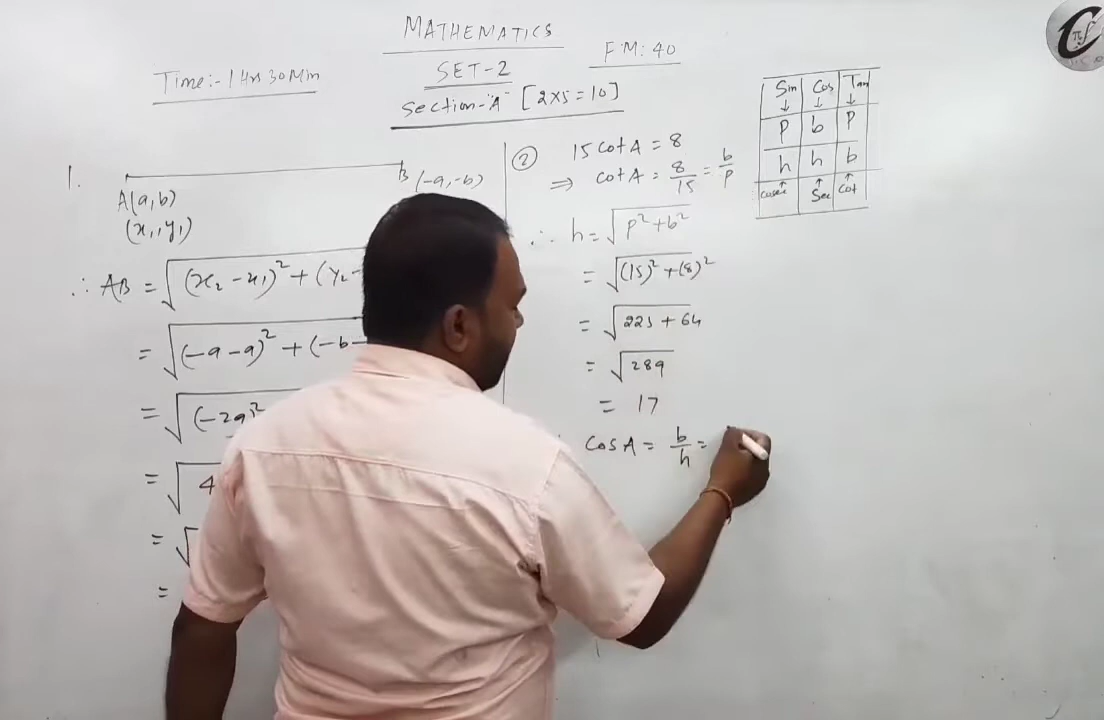 MATHEMATICS
Time:- 1 Hrs 30 Min
SET-2
FM: 40
Section-"A" [2×5=10]
1.
A(a,b)
(x₁, y₁)
B(-a,-b)
∴ AB = √(x₂-x₁)² + (y₂-
= √(-a-a)² + (-b-
= √(-2a)²
= √4
= √
=
② 15 cot A = 8
⇒ cot A = 8/15 = b/p
∴ h = √p²+b²
= √(15)² + (8)²
= √225 + 64
= √289
= 17
Cos A = b/h =
Sin Cos Tan
↓ ↓ ↓
p b p
h h b
↑ ↑ ↑
cosec Sec Cot